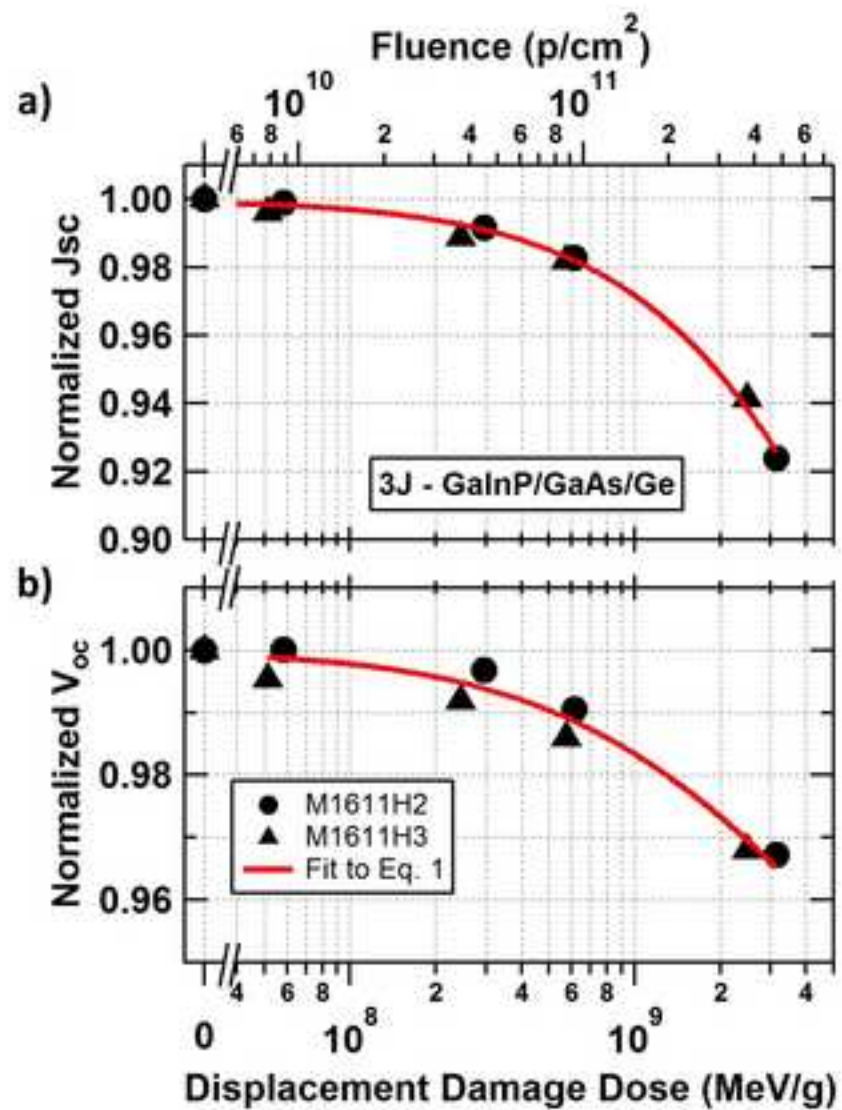 Fluence (p/cm2)
a)
10^10 10^11
6 8 2 4 6 8 2 4 6
1.00
0.98
0.96
0.94
0.92
0.90
Normalized Jsc
3J - GaInP/GaAs/Ge
b)
1.00
0.98
0.96
Normalized Voc
M1611H2
M1611H3
Fit to Eq. 1
4 6 8 2 4 6 8 2 4
0 10^8 10^9
Displacement Damage Dose (MeV/g)